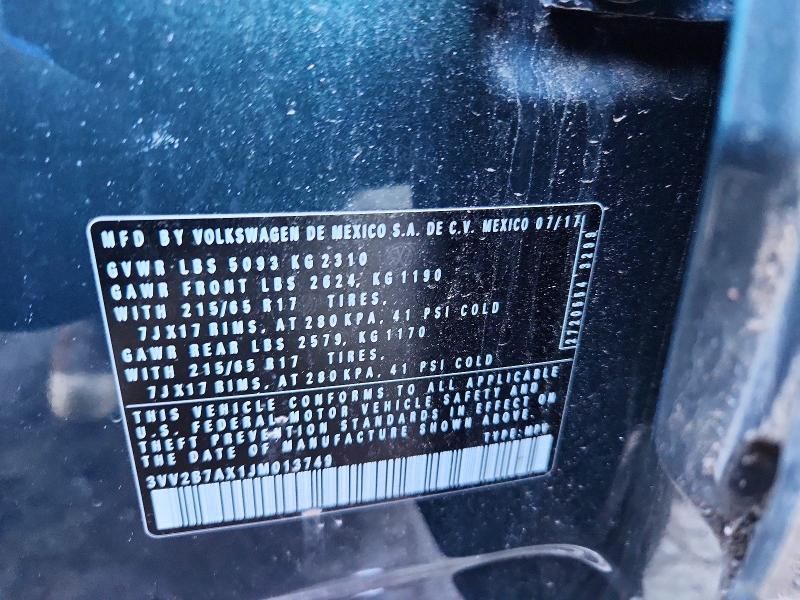 MFD BY VOLKSWAGEN DE MEXICO S.A. DE C.V. MEXICO 07/17
GVWR LBS 5093 KG 2310
GAWR FRONT LBS 2624, KG 1190
WITH 215/65 R17 TIRES,
7JX17 RIMS, AT 280 KPA, 41 PSI COLD
GAWR REAR LBS 2579, KG 1170
WITH 215/65 R17 TIRES,
7JX17 RIMS, AT 280 KPA, 41 PSI COLD
THIS VEHICLE CONFORMS TO ALL APPLICABLE
U.S. FEDERAL MOTOR VEHICLE SAFETY AND
THEFT PREVENTION STANDARDS IN EFFECT ON
THE DATE OF MANUFACTURE SHOWN ABOVE.
TYPE: MPV
3VV2B7AX1JM013749